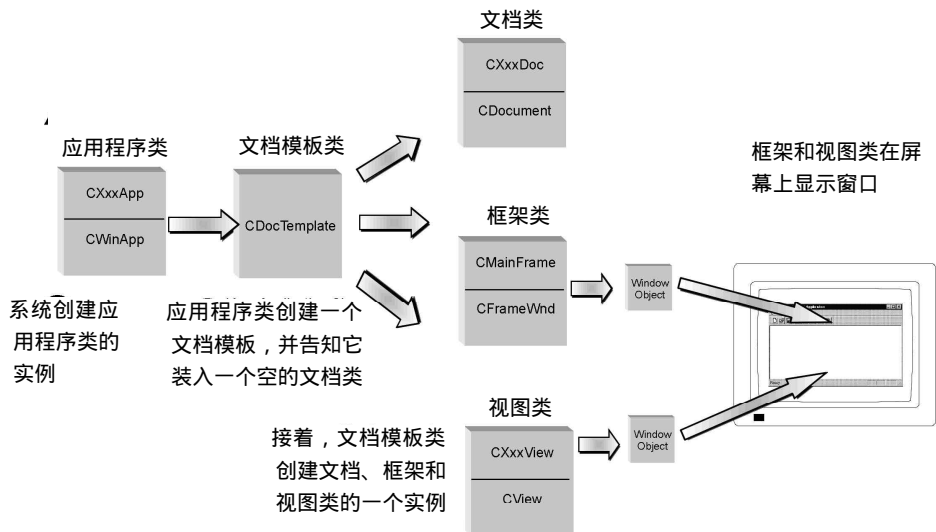 文档类
CXxxDoc
CDocument
应用程序类
CXxxApp
CWinApp
文档模板类
CDocTemplate
框架和视图类在屏
幕上显示窗口
框架类
CMainFrame
CFrameWnd
Window
Object
系统创建应
用程序类的
实例
应用程序类创建一个
文档模板，并告知它
装入一个空的文档类
视图类
CXxxView
CView
Window
Object
接着，文档模板类
创建文档、框架和
视图类的一个实例